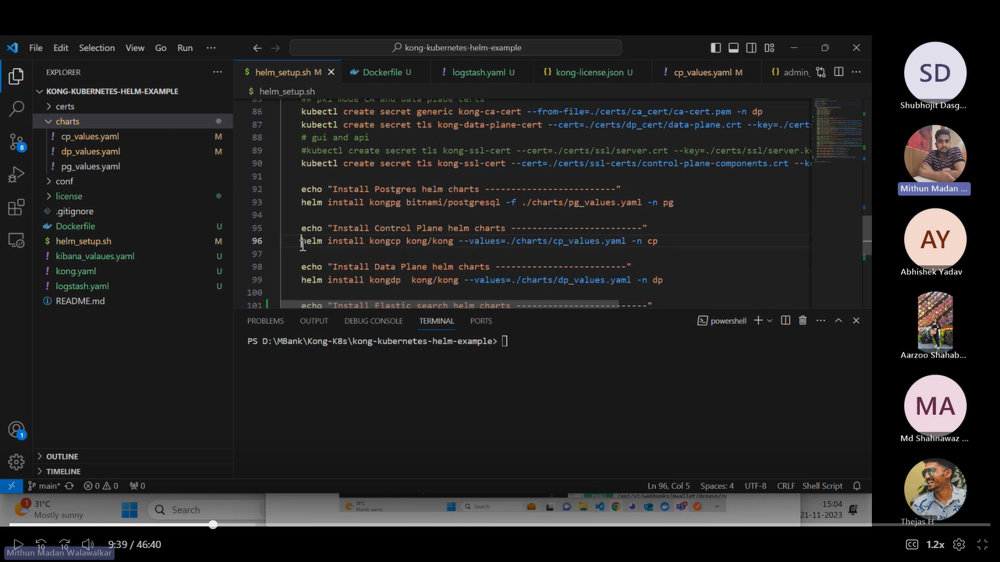 File Edit Selection View Go Run ···
kong-kubernetes-helm-example
EXPLORER
KONG-KUBERNETES-HELM-EXAMPLE
certs
charts
cp_values.yaml M
dp_values.yaml M
pg_values.yaml
conf
license
.gitignore
Dockerfile U
helm_setup.sh M
kibana_valaues.yaml U
kong.yaml U
logstash.yaml U
README.md
OUTLINE
TIMELINE
helm_setup.sh M Dockerfile U logstash.yaml U kong-license.json U cp_values.yaml M admin_
helm_setup.sh
85 ## pki mode CA and data plabe certs
86 kubectl create secret generic kong-ca-cert --from-file=./certs/ca_cert/ca-cert.pem -n dp
87 kubectl create secret tls kong-data-plane-cert --cert=./certs/dp_cert/data-plane.crt --key=./certs
88 # gui and api
89 #kubectl create secret tls kong-ssl-cert --cert=./certs/ssl/server.crt --key=./certs/ssl/server.k
90 kubectl create secret tls kong-ssl-cert --cert=./certs/ssl-certs/control-plane-components.crt --k
91
92 echo "Install Postgres helm charts -------------------------"
93 helm install kongpg bitnami/postgresql -f ./charts/pg_values.yaml -n pg
94
95 echo "Install Control Plane helm charts -------------------------"
96 helm install kongcp kong/kong --values=./charts/cp_values.yaml -n cp
97
98 echo "Install Data Plane helm charts -------------------------"
99 helm install kongdp  kong/kong --values=./charts/dp_values.yaml -n dp
100
101 echo "Install Elastic search helm charts -------------------------"
PROBLEMS OUTPUT DEBUG CONSOLE TERMINAL PORTS
powershell
PS D:\MBank\Kong-K8s\kong-kubernetes-helm-example>
8
1
main* 0 0 0
Ln 96, Col 5 Spaces: 4 UTF-8 CRLF Shell Script
1
31°C
Mostly sunny
Search
31°C
Mostly sunny
Search
15:04
21-11-2023
SD
Shubhojit Dasg...
Mithun Madan ...
AY
Abhishek Yadav
Aarzoo Shahab...
MA
Md Shahnawaz ...
Thejas H
10 10 9:39 / 46:40
CC 1.2x
Mithun Madan Walawalkar